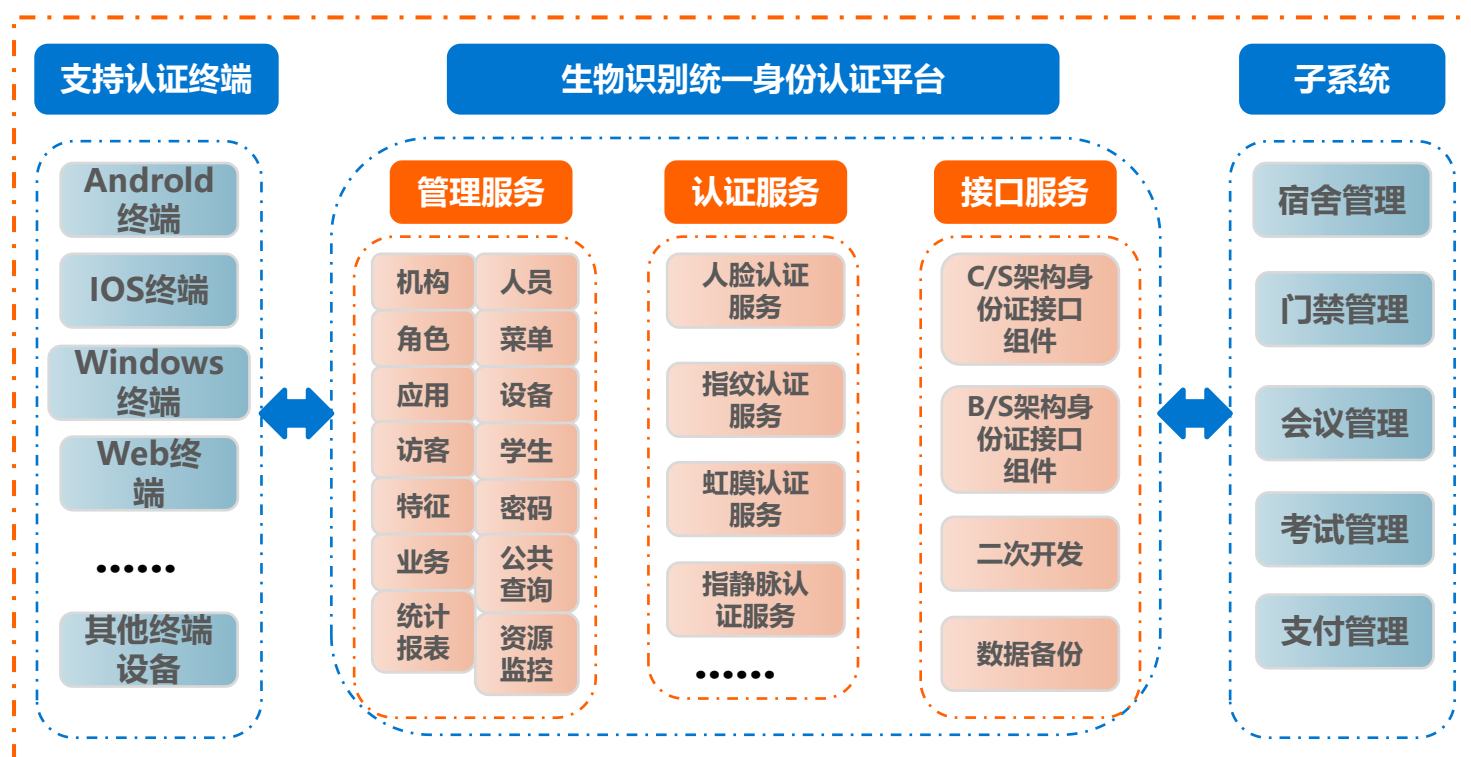 支持认证终端
生物识别统一身份认证平台
子系统
Androld
终端
IOS终端
Windows
终端
Web终
端
......
其他终端
设备
管理服务
机构
人员
角色
菜单
应用
设备
访客
学生
特征
密码
业务
公共
查询
统计
报表
资源
监控
认证服务
人脸认证
服务
指纹认证
服务
虹膜认证
服务
指静脉认
证服务
......
接口服务
C/S架构身
份证接口
组件
B/S架构身
份证接口
组件
二次开发
数据备份
宿舍管理
门禁管理
会议管理
考试管理
支付管理